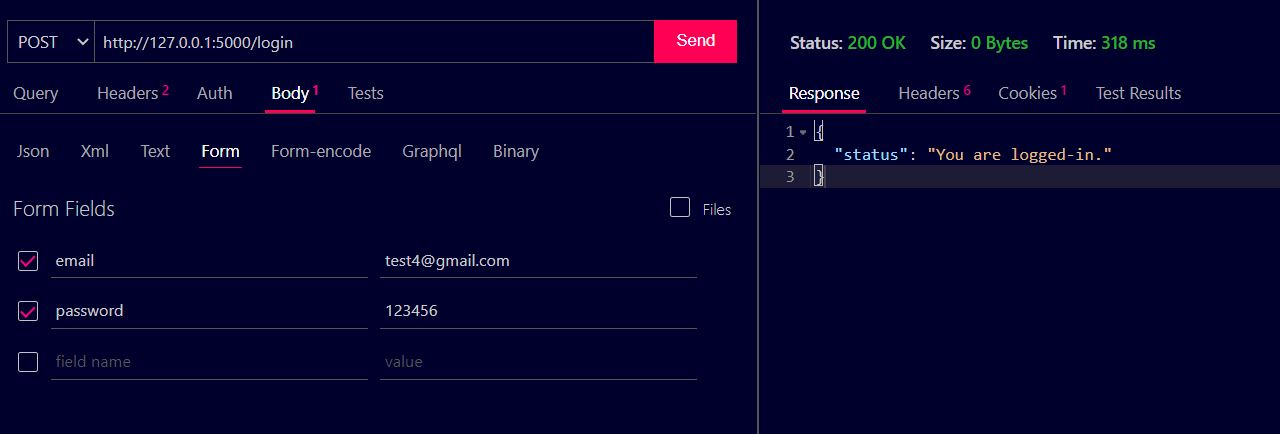 POST http://127.0.0.1:5000/login Send
Query Headers 2 Auth Body 1 Tests
Json Xml Text Form Form-encode Graphql Binary
Form Fields Files
email test4@gmail.com
password 123456
field name value
Status: 200 OK Size: 0 Bytes Time: 318 ms
Response Headers 6 Cookies 1 Test Results
1 {
2 "status": "You are logged-in."
3 }